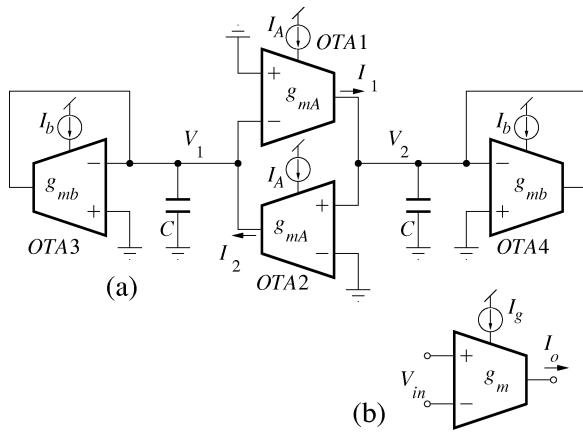 I_A
OTA1
I_1
+
g_mA
−
I_b
V_1
V_2
I_b
−
g_mb
+
I_A
+
g_mA
−
−
g_mb
+
C
C
OTA3
I_2
OTA2
OTA4
(a)
I_g
+
V_in
g_m
−
I_o
(b)